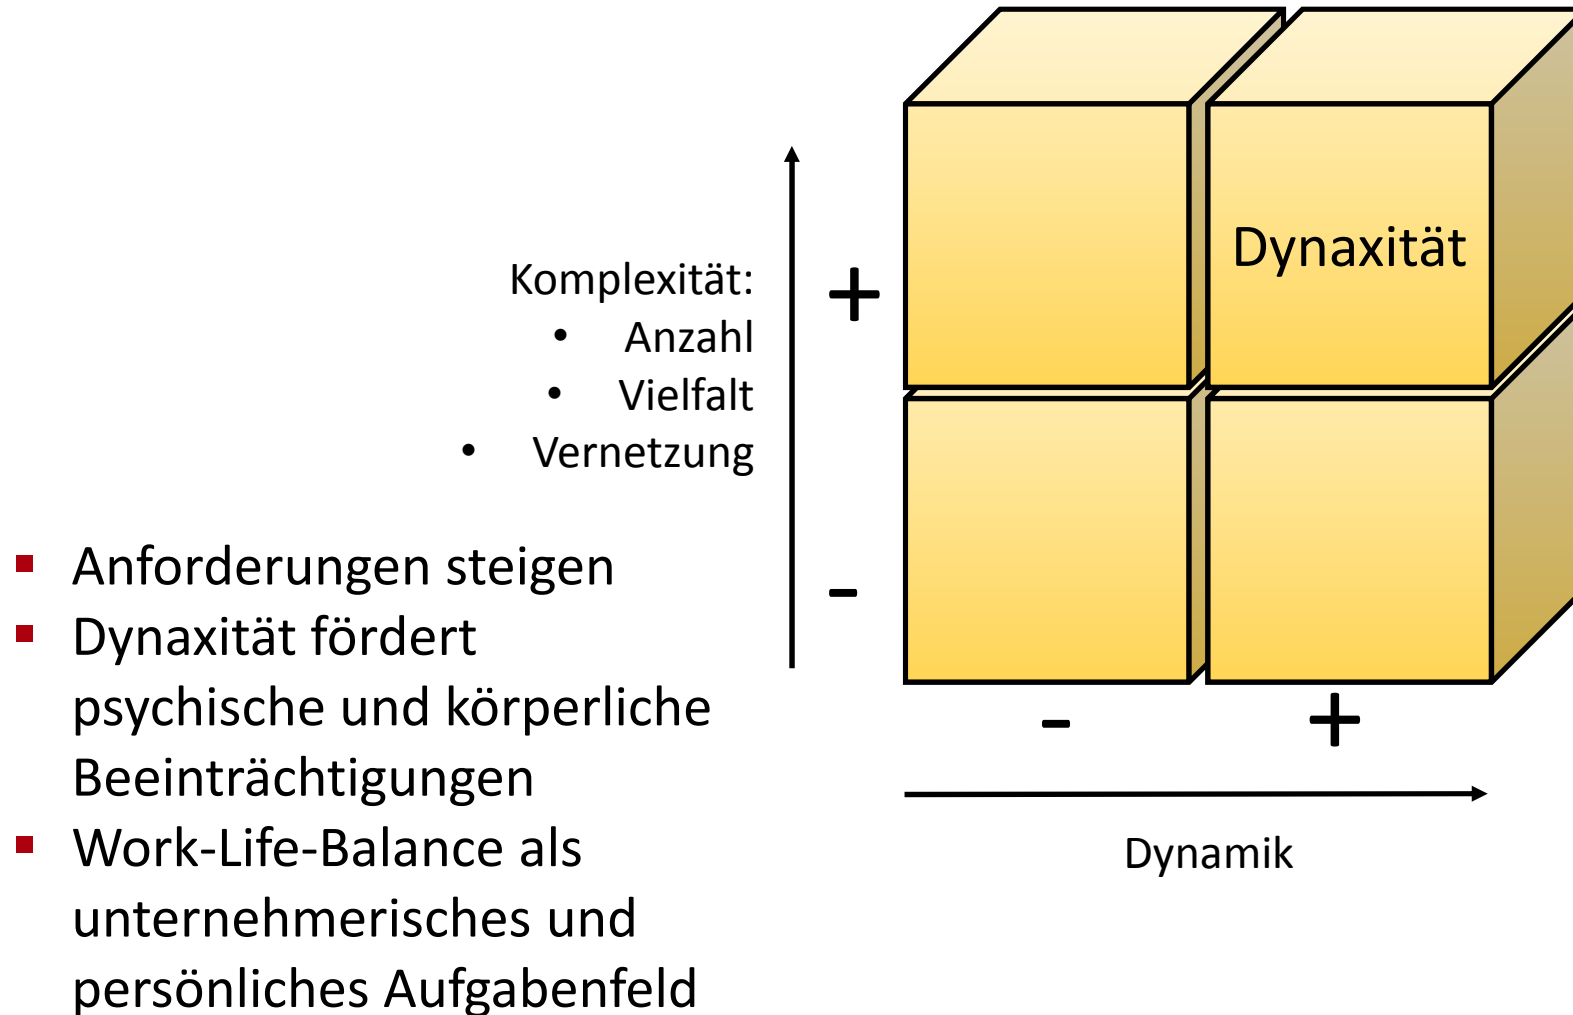 Komplexität:
• Anzahl
• Vielfalt
• Vernetzung
+
-
Dynaxität
-
+
Dynamik
▪ Anforderungen steigen
▪ Dynaxität fördert
psychische und körperliche
Beeinträchtigungen
▪ Work-Life-Balance als
unternehmerisches und
persönliches Aufgabenfeld